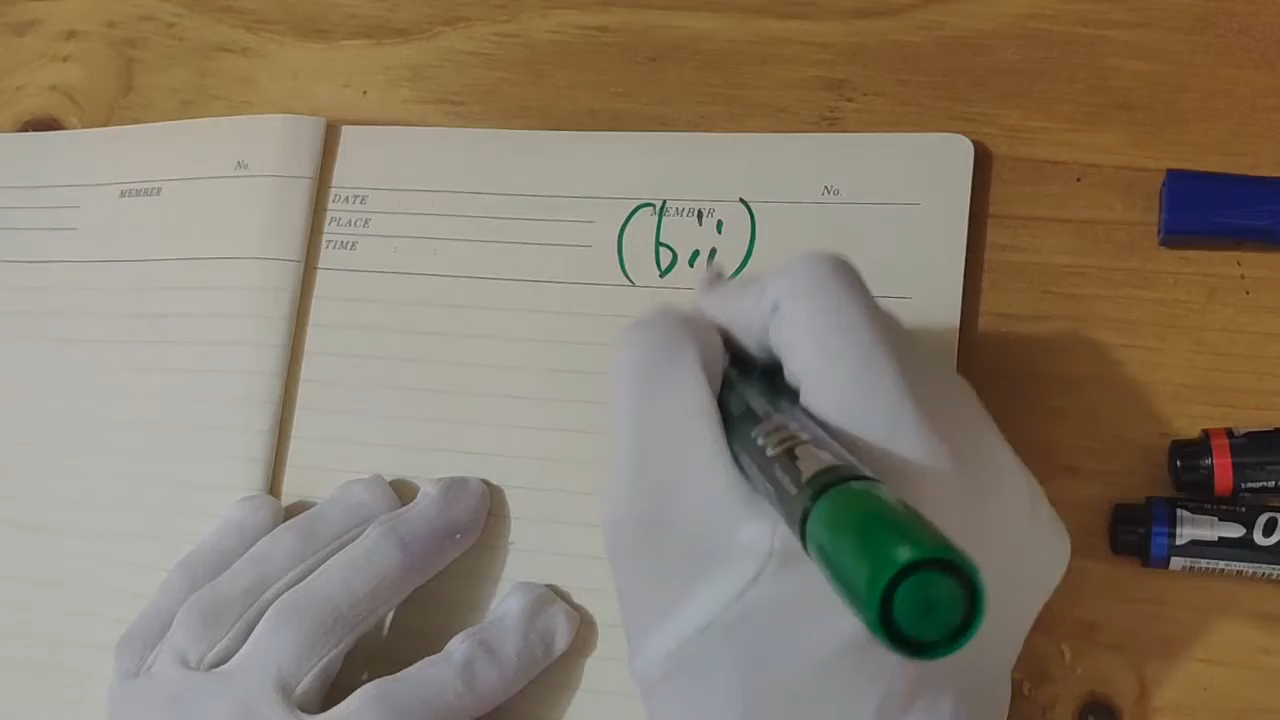 No.
MEMBER
No.
DATE : :
MEMBER
PLACE
TIME : :
(bii)